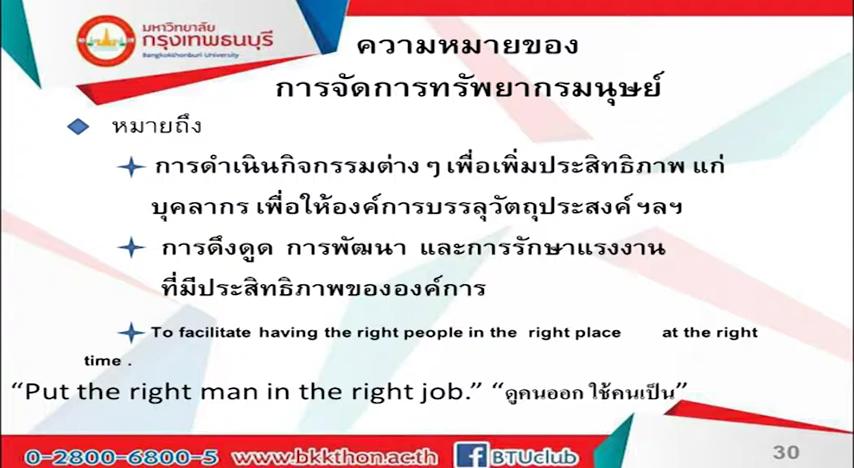 มหาวิทยาลัย
กรุงเทพธนบุรี
Bangkokthonburi University
ความหมายของ
การจัดการทรัพยากรมนุษย์
หมายถึง
การดำเนินกิจกรรมต่าง ๆ เพื่อเพิ่มประสิทธิภาพ แก่
บุคลากร เพื่อให้องค์การบรรลุวัตถุประสงค์ ฯลฯ
การดึงดูด การพัฒนา และการรักษาแรงงาน
ที่มีประสิทธิภาพขององค์การ
To facilitate having the right people in the right place at the right
time .
“Put the right man in the right job.” “ดูคนออก ใช้คนเป็น”
0-2800-6800-5 www.bkkthon.ac.th BTUclub 30